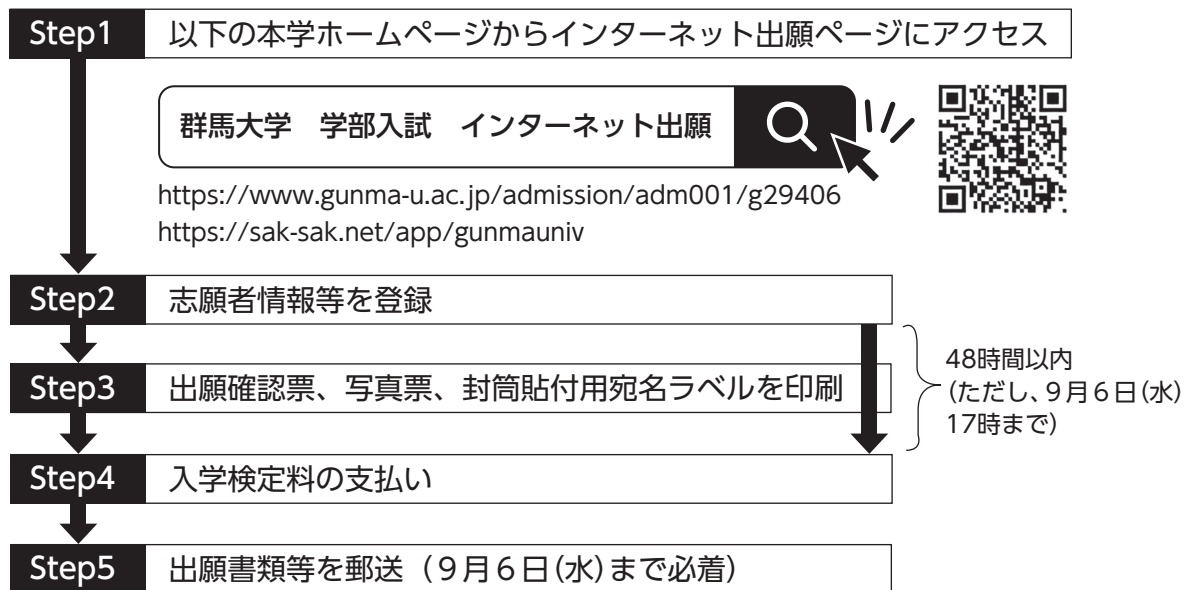 Step1 以下の本学ホームページからインターネット出願ページにアクセス
群馬大学 学部入試 インターネット出願
https://www.gunma-u.ac.jp/admission/adm001/g29406
https://sak-sak.net/app/gunmauniv
Step2 志願者情報等を登録
Step3 出願確認票、写真票、封筒貼付用宛名ラベルを印刷
48時間以内
(ただし、9月6日(水)
17時まで)
Step4 入学検定料の支払い
Step5 出願書類等を郵送（9月6日(水)まで必着）